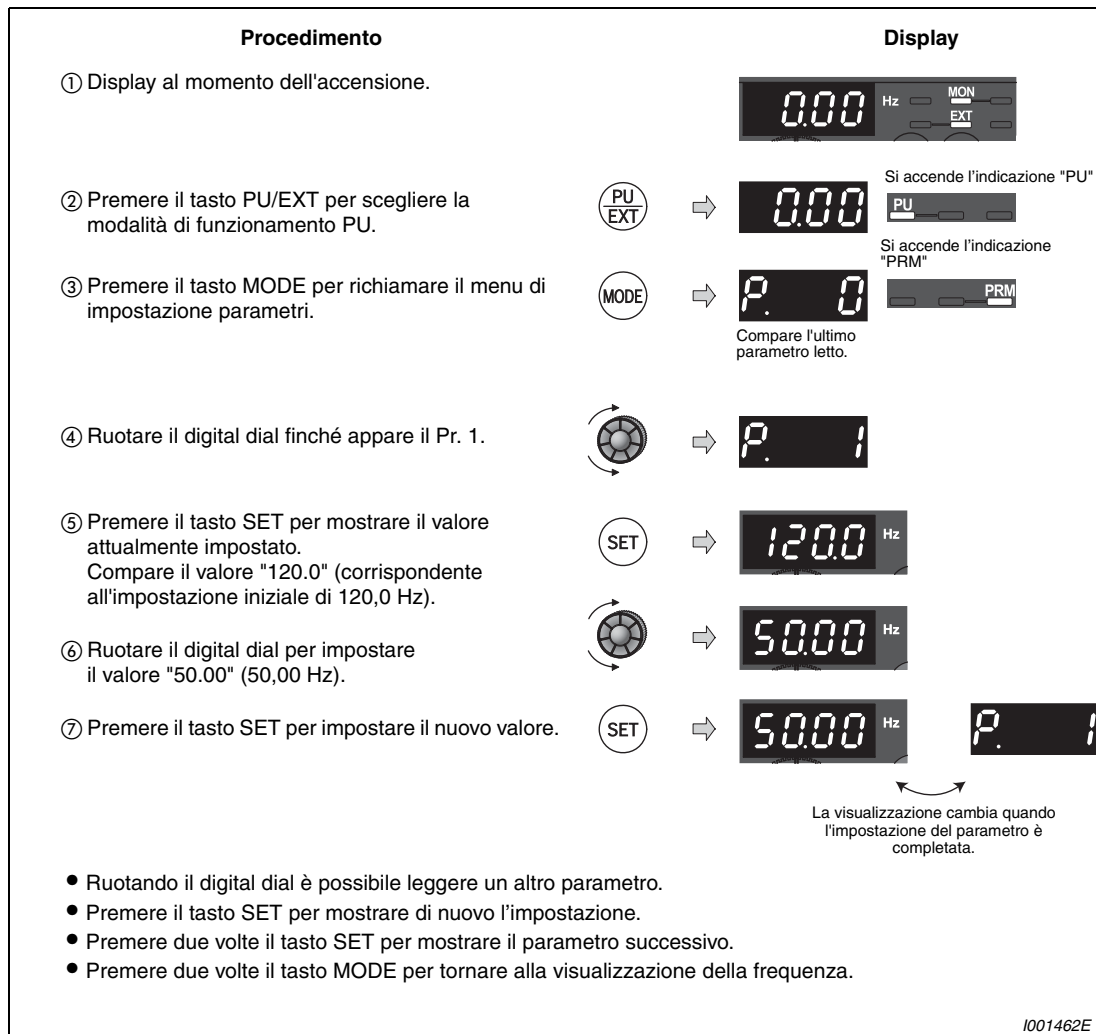 Procedimento
Display
① Display al momento dell'accensione.
0.00 Hz MON
EXT
② Premere il tasto PU/EXT per scegliere la
modalità di funzionamento PU.
PU
EXT
0.00
Si accende l'indicazione "PU"
PU
③ Premere il tasto MODE per richiamare il menu di
impostazione parametri.
MODE
P. 0
Si accende l'indicazione
"PRM"
PRM
Compare l'ultimo
parametro letto.
④ Ruotare il digital dial finché appare il Pr. 1.
P. 1
⑤ Premere il tasto SET per mostrare il valore
attualmente impostato.
Compare il valore "120.0" (corrispondente
all'impostazione iniziale di 120,0 Hz).
SET
120.0 Hz
⑥ Ruotare il digital dial per impostare
il valore "50.00" (50,00 Hz).
50.00 Hz
⑦ Premere il tasto SET per impostare il nuovo valore.
SET
50.00 Hz
P. 1
La visualizzazione cambia quando
l'impostazione del parametro è
completata.
● Ruotando il digital dial è possibile leggere un altro parametro.
● Premere il tasto SET per mostrare di nuovo l'impostazione.
● Premere due volte il tasto SET per mostrare il parametro successivo.
● Premere due volte il tasto MODE per tornare alla visualizzazione della frequenza.
I001462E